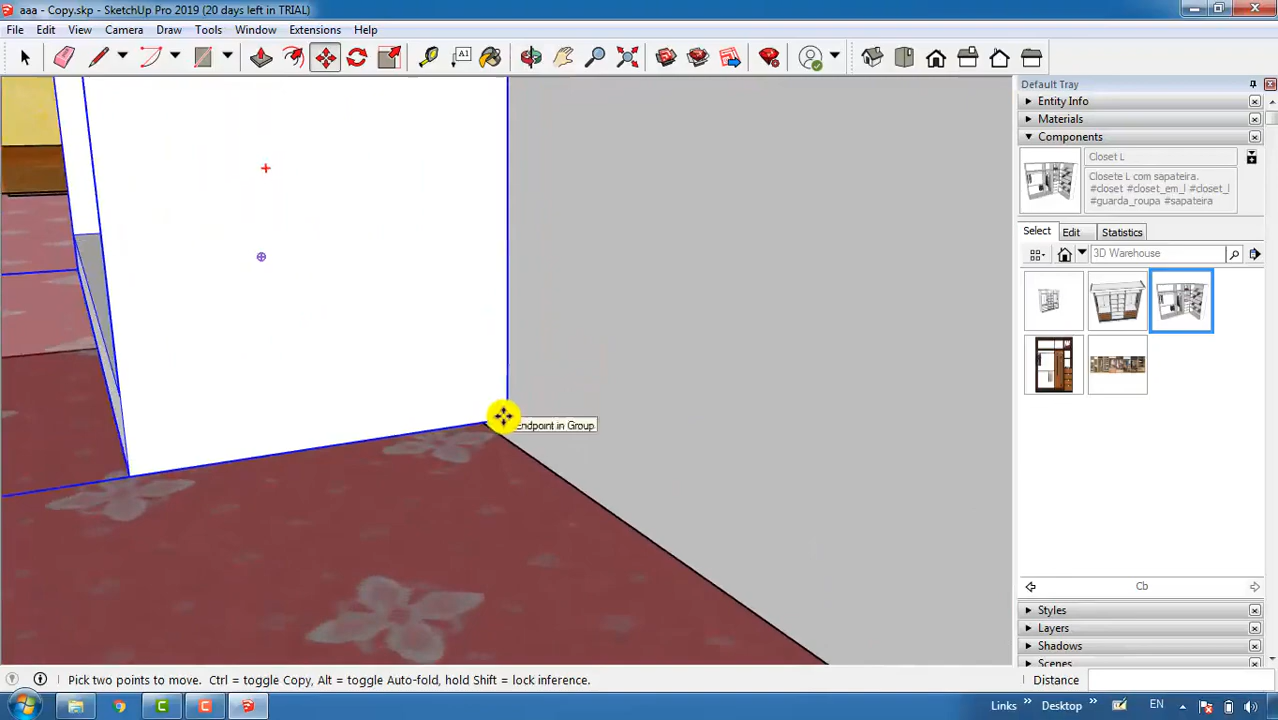 aaa - Copy.skp - SketchUp Pro 2019 (20 days left in TRIAL)
File Edit View Camera Draw Tools Window Extensions Help
A1
Default Tray
Entity Info
Materials
Components
Closet L
Closete L com sapateira.
#closet #closet_em_l #closet_l
#guarda_roupa #sapateira
Select Edit Statistics
3D Warehouse
Endpoint in Group
Cb
Styles
Layers
Shadows
Scenes
Pick two points to move. Ctrl = toggle Copy, Alt = toggle Auto-fold, hold Shift = lock inference.
Distance
Links » Desktop » EN